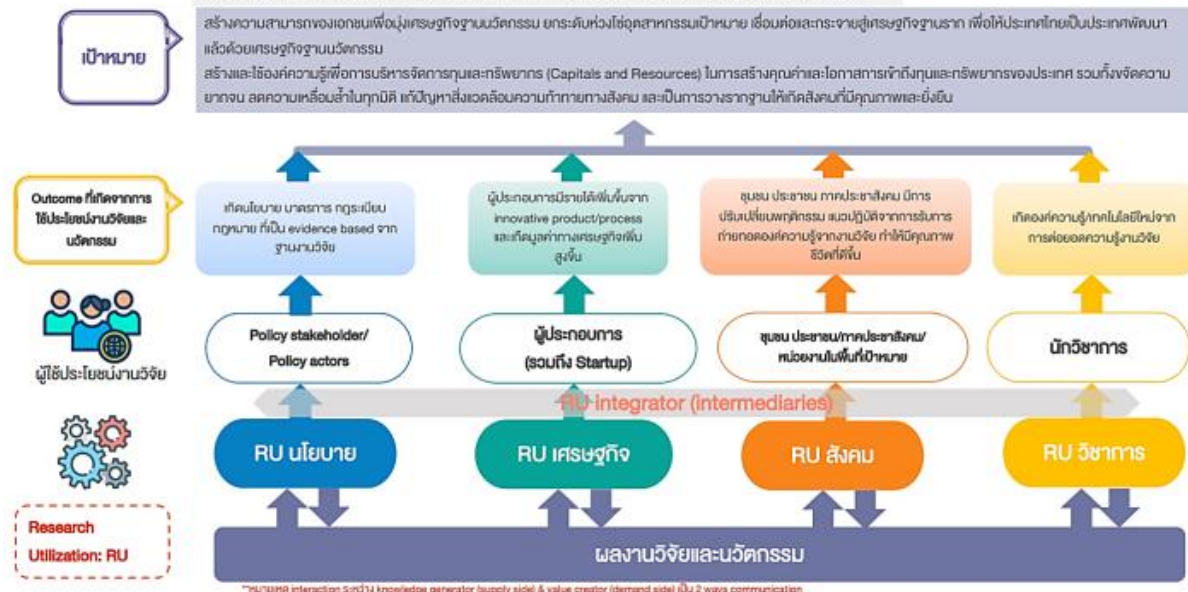 เป้าหมาย
สร้างความสามารถของเอกชนเพื่อมุ่งเศรษฐกิจฐานนวัตกรรม ยกระดับห่วงโซ่อุตสาหกรรมเป้าหมาย เชื่อมต่อและกระจายสู่เศรษฐกิจฐานราก เพื่อให้ประเทศไทยเป็นประเทศพัฒนา
แล้วด้วยเศรษฐกิจฐานนวัตกรรม
สร้างและใช้องค์ความรู้เพื่อการบริหารจัดการทุนและทรัพยากร (Capitals and Resources) ในการสร้างคุณค่าและโอกาสการเข้าถึงทุนและทรัพยากรของประเทศ รวมทั้งขจัดความ
ยากจน ลดความเหลื่อมล้ำในทุกมิติ แก้ปัญหาสิ่งแวดล้อมความท้าทายทางสังคม และเป็นการวางรากฐานให้เกิดสังคมที่มีคุณภาพและยั่งยืน
Outcome ที่เกิดจากการ
ใช้ประโยชน์งานวิจัยและ
นวัตกรรม
เกิดนโยบาย มาตรการ กฎระเบียบ
กฎหมาย ที่เป็น evidence based จาก
ฐานงานวิจัย
ผู้ประกอบการมีรายได้เพิ่มขึ้นจาก
innovative product/process
และเกิดมูลค่าทางเศรษฐกิจเพิ่ม
สูงขึ้น
ชุมชน ประชาชน ภาคประชาสังคม มีการ
ปรับเปลี่ยนพฤติกรรม แนวปฏิบัติจากการรับการ
ถ่ายทอดองค์ความรู้จากงานวิจัย ทำให้มีคุณภาพ
ชีวิตที่ดีขึ้น
เกิดองค์ความรู้/เทคโนโลยีใหม่จาก
การต่อยอดความรู้งานวิจัย
ผู้ใช้ประโยชน์งานวิจัย
Policy stakeholder/
Policy actors
ผู้ประกอบการ
(รวมถึง Startup)
ชุมชน ประชาชน/ภาคประชาสังคม/
หน่วยงานในพื้นที่เป้าหมาย
นักวิชาการ
RU integrator (intermediaries)
RU นโยบาย
RU เศรษฐกิจ
RU สังคม
RU วิชาการ
Research
Utilization: RU
ผลงานวิจัยและนวัตกรรม
**หมายเหตุ interaction ระหว่าง knowledge generator (supply side) & value creator (demand side) เป็น 2 ways communication